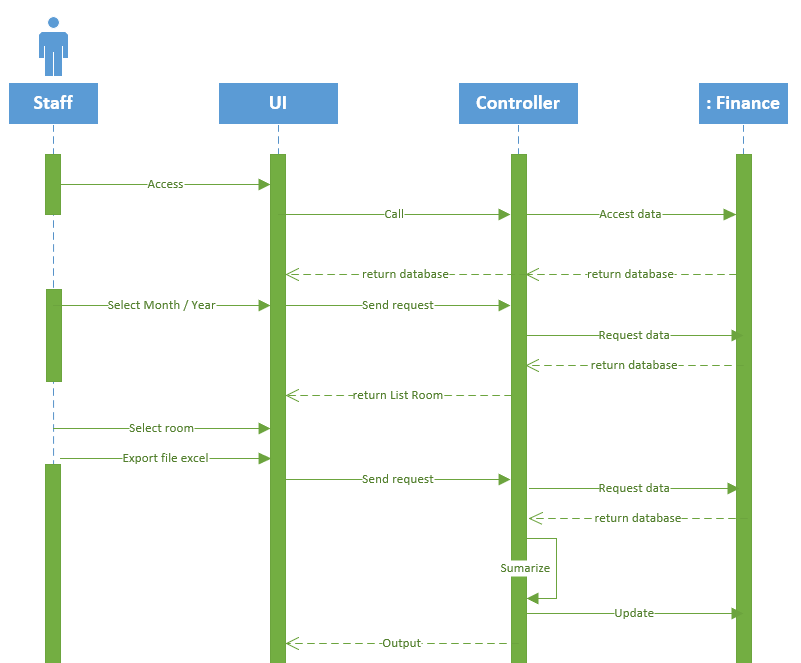 Staff
UI
Controller
: Finance
Access
Call
Accest data
return database
return database
Select Month / Year
Send request
Request data
return database
return List Room
Select room
Export file excel
Send request
Request data
return database
Sumarize
Update
Output